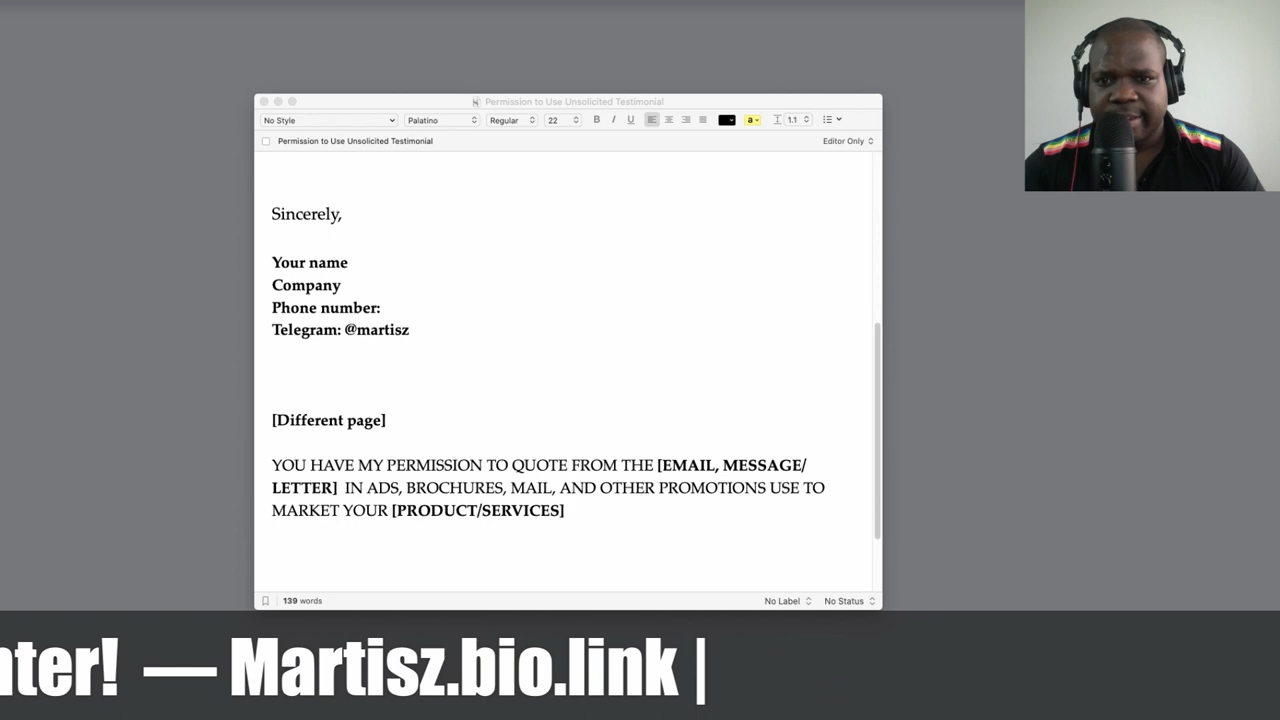 Permission to Use Unsolicited Testimonial
No Style Palatino Regular 22 B I U a 1.1
Permission to Use Unsolicited Testimonial Editor Only
Sincerely,
Your name
Company
Phone number:
Telegram: @martisz
[Different page]
YOU HAVE MY PERMISSION TO QUOTE FROM THE [EMAIL, MESSAGE/
LETTER] IN ADS, BROCHURES, MAIL, AND OTHER PROMOTIONS USE TO
MARKET YOUR [PRODUCT/SERVICES]
139 words No Label No Status
nter! — Martisz.bio.link |